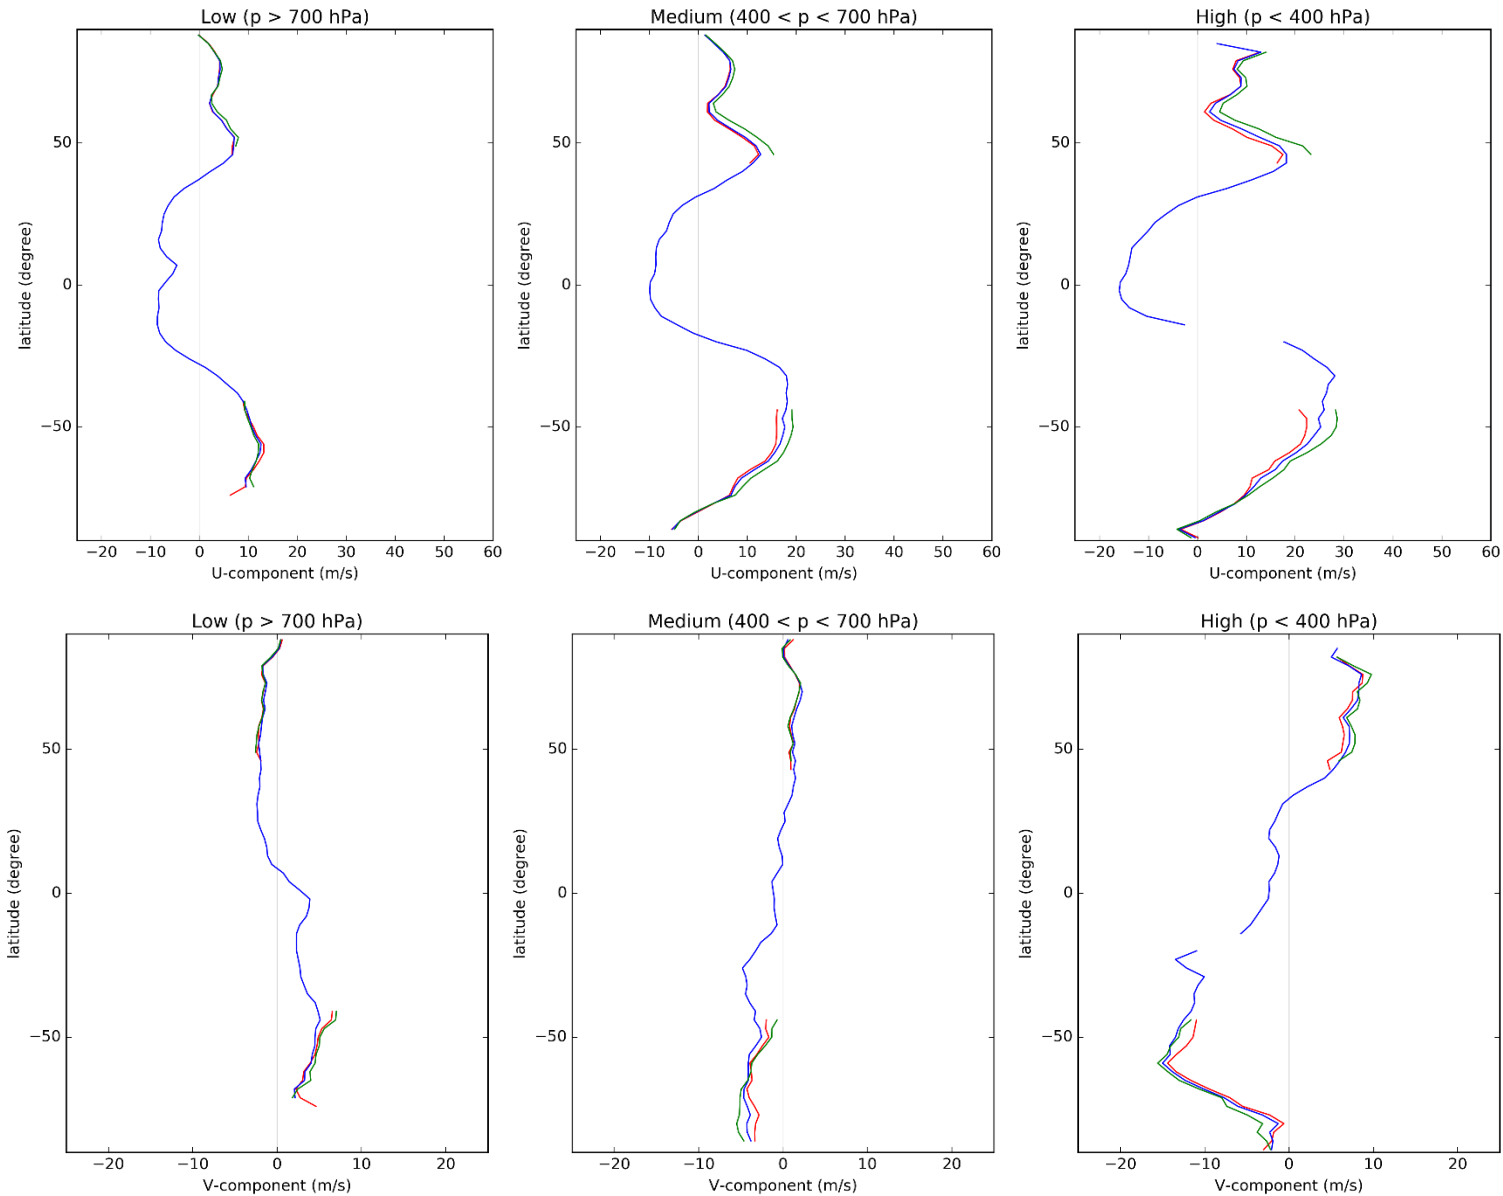 Low (p > 700 hPa)
50
0
−50
latitude (degree)
−20 −10 0 10 20 30 40 50 60
U-component (m/s)
Medium (400 < p < 700 hPa)
50
0
−50
latitude (degree)
−20 −10 0 10 20 30 40 50 60
U-component (m/s)
High (p < 400 hPa)
50
0
−50
latitude (degree)
−20 −10 0 10 20 30 40 50 60
U-component (m/s)
Low (p > 700 hPa)
50
0
−50
latitude (degree)
−20 −10 0 10 20
V-component (m/s)
Medium (400 < p < 700 hPa)
50
0
−50
latitude (degree)
−20 −10 0 10 20
V-component (m/s)
High (p < 400 hPa)
50
0
−50
latitude (degree)
−20 −10 0 10 20
V-component (m/s)